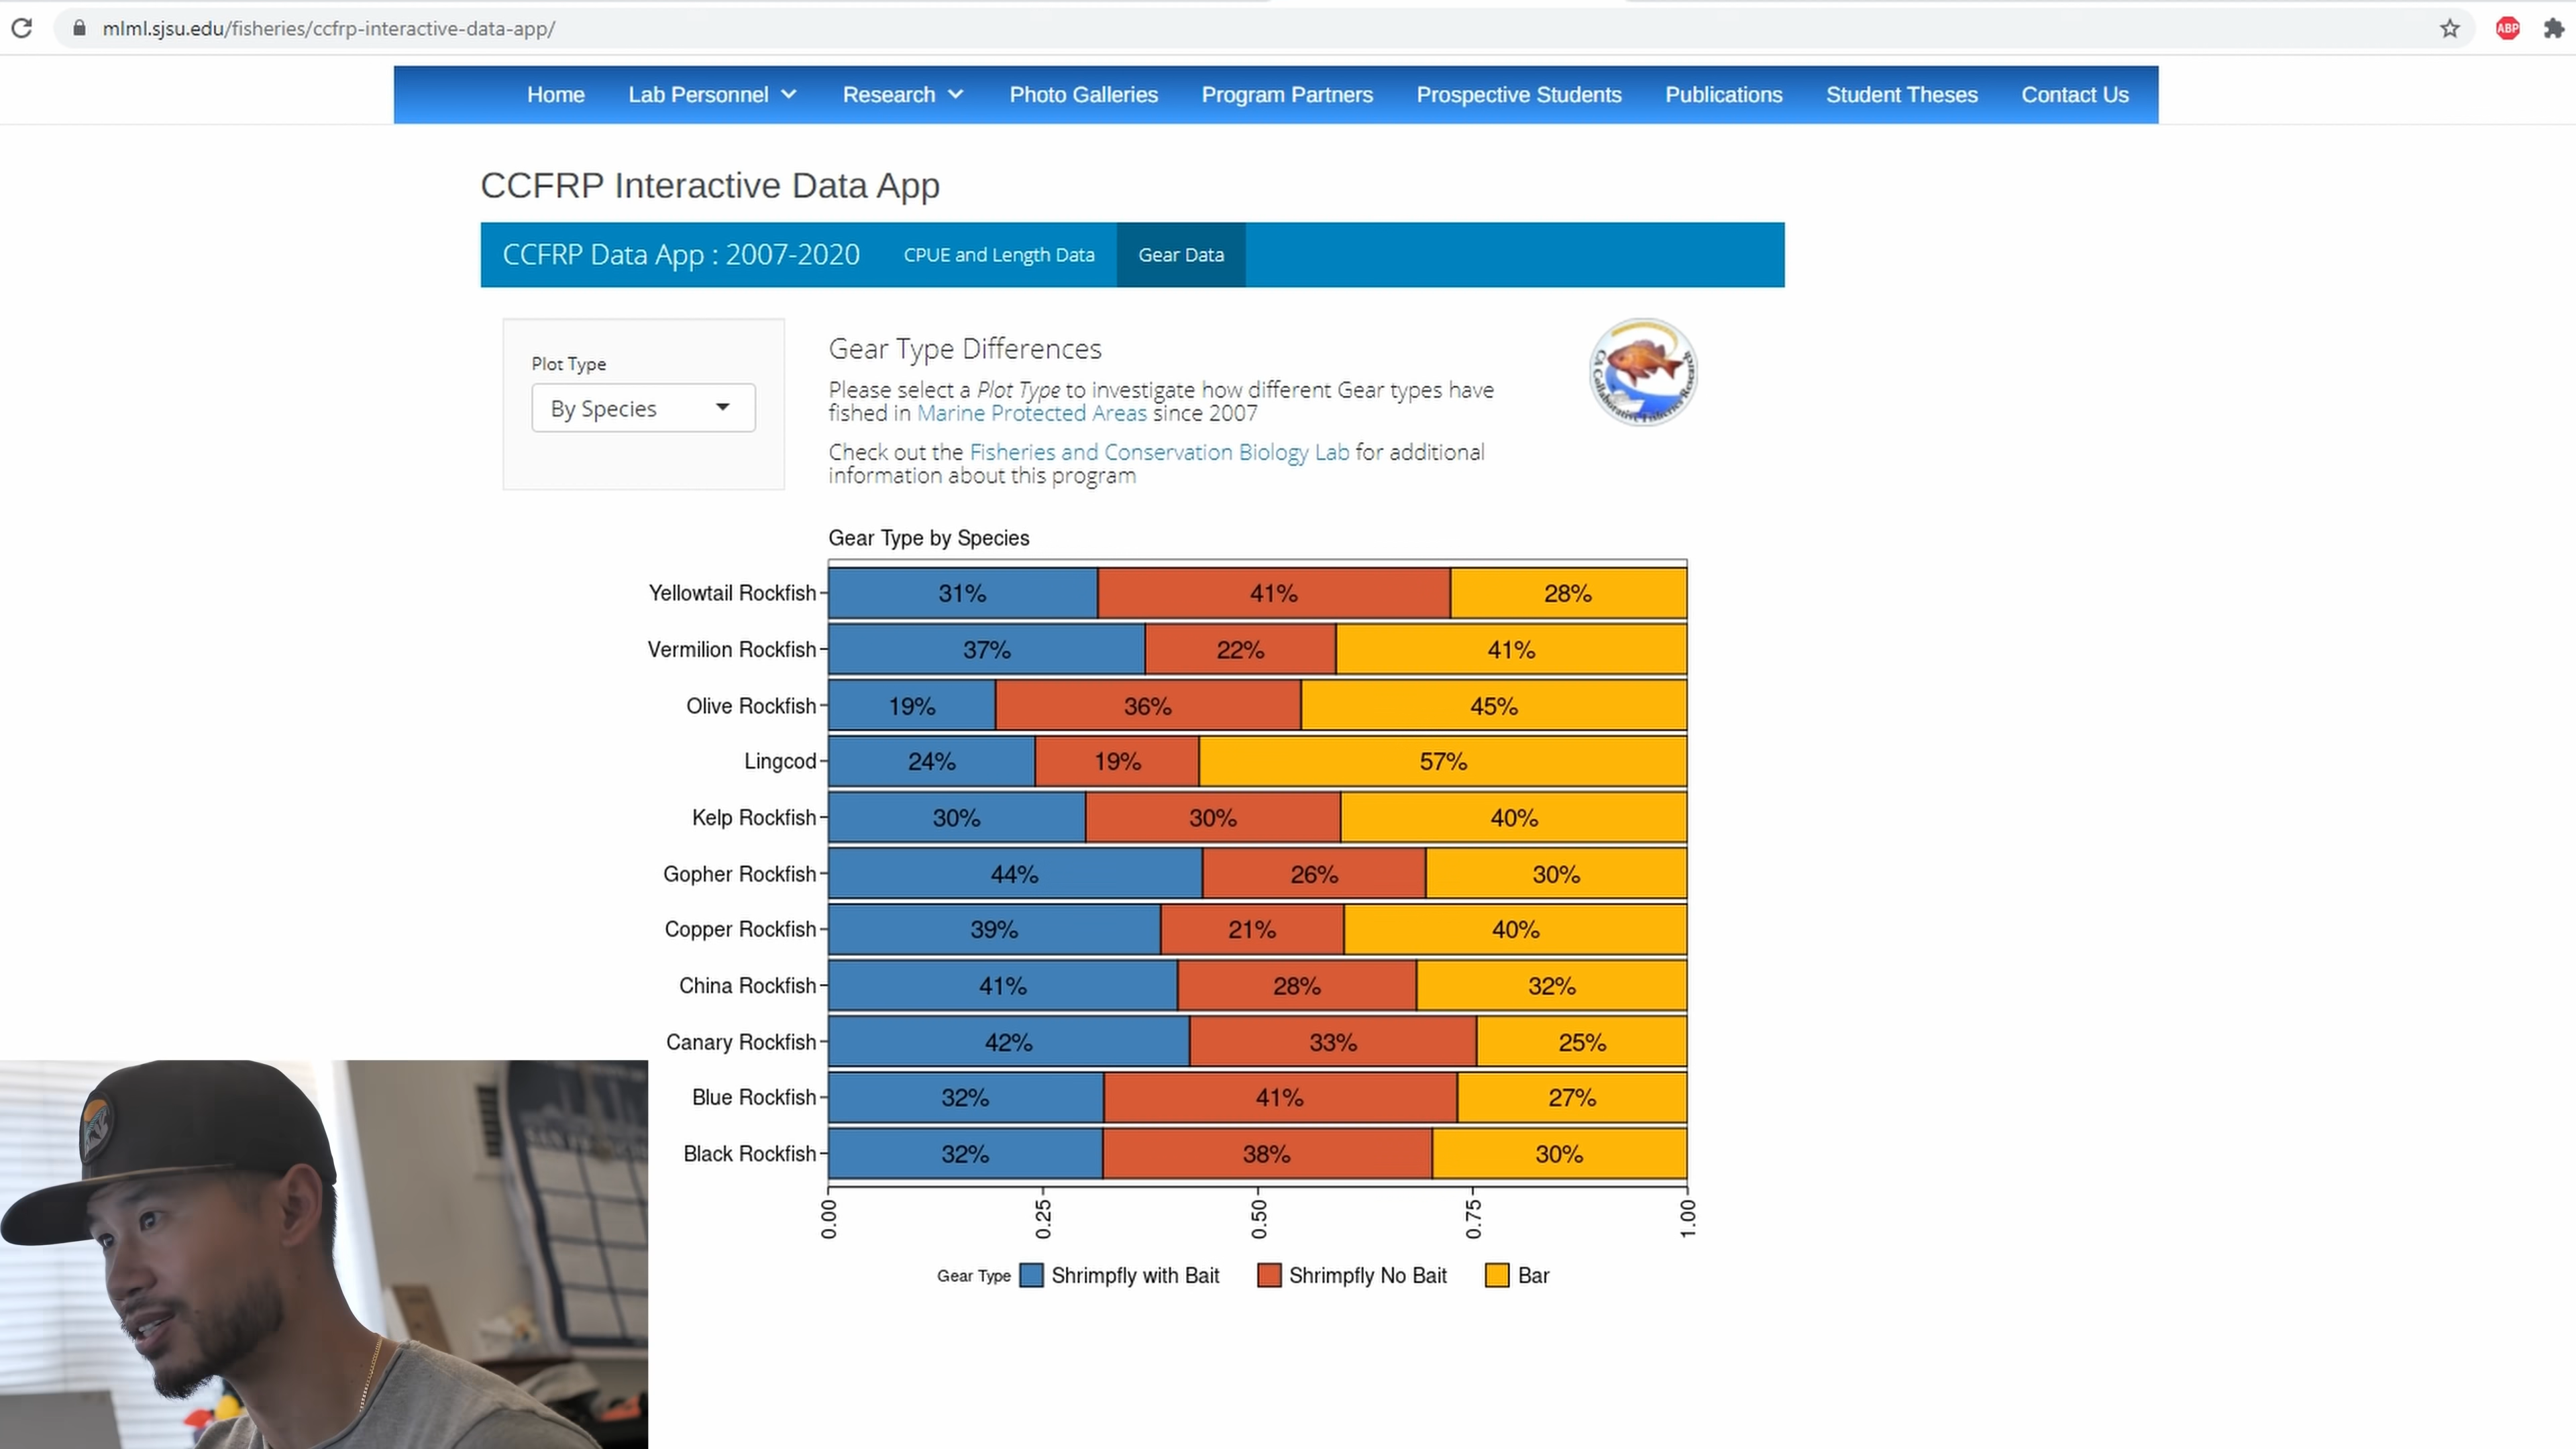 mlml.sjsu.edu/fisheries/ccfrp-interactive-data-app/
ABP
Home Lab Personnel Research Photo Galleries Program Partners Prospective Students Publications Student Theses Contact Us
CCFRP Interactive Data App
CCFRP Data App : 2007-2020 CPUE and Length Data Gear Data
Plot Type
By Species
Gear Type Differences
Please select a Plot Type to investigate how different Gear types have
fished in Marine Protected Areas since 2007
Check out the Fisheries and Conservation Biology Lab for additional
information about this program
CA Collaborative Fisheries Research
Gear Type by Species
Yellowtail Rockfish 31% 41% 28%
Vermilion Rockfish 37% 22% 41%
Olive Rockfish 19% 36% 45%
Lingcod 24% 19% 57%
Kelp Rockfish 30% 30% 40%
Gopher Rockfish 44% 26% 30%
Copper Rockfish 39% 21% 40%
China Rockfish 41% 28% 32%
Canary Rockfish 42% 33% 25%
Blue Rockfish 32% 41% 27%
Black Rockfish 32% 38% 30%
0.00 0.25 0.50 0.75 1.00
Gear Type Shrimpfly with Bait Shrimpfly No Bait Bar